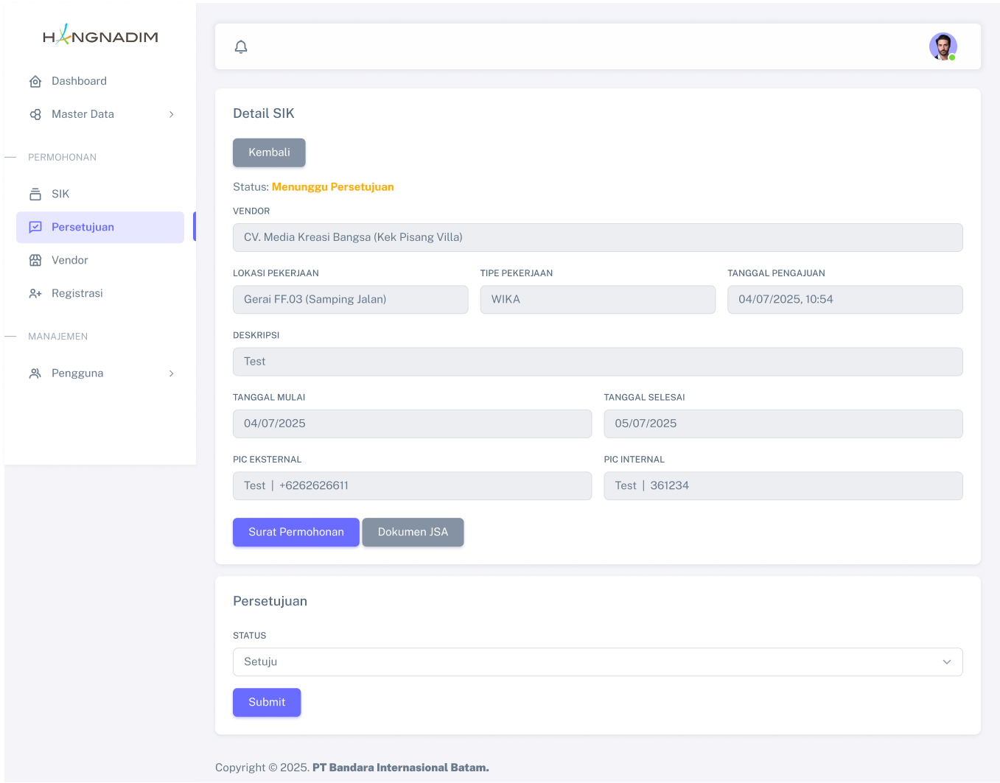 HANGNADIM
Dashboard
Master Data
PERMOHONAN
SIK
Persetujuan
Vendor
Registrasi
MANAJEMEN
Pengguna
Detail SIK
Kembali
Status: Menunggu Persetujuan
VENDOR
CV. Media Kreasi Bangsa (Kek Pisang Villa)
LOKASI PEKERJAAN TIPE PEKERJAAN TANGGAL PENGAJUAN
Gerai FF.03 (Samping Jalan) WIKA 04/07/2025, 10:54
DESKRIPSI
Test
TANGGAL MULAI TANGGAL SELESAI
04/07/2025 05/07/2025
PIC EKSTERNAL PIC INTERNAL
Test | +6262626611 Test | 361234
Surat Permohonan Dokumen JSA
Persetujuan
STATUS
Setuju
Submit
Copyright © 2025. PT Bandara Internasional Batam.